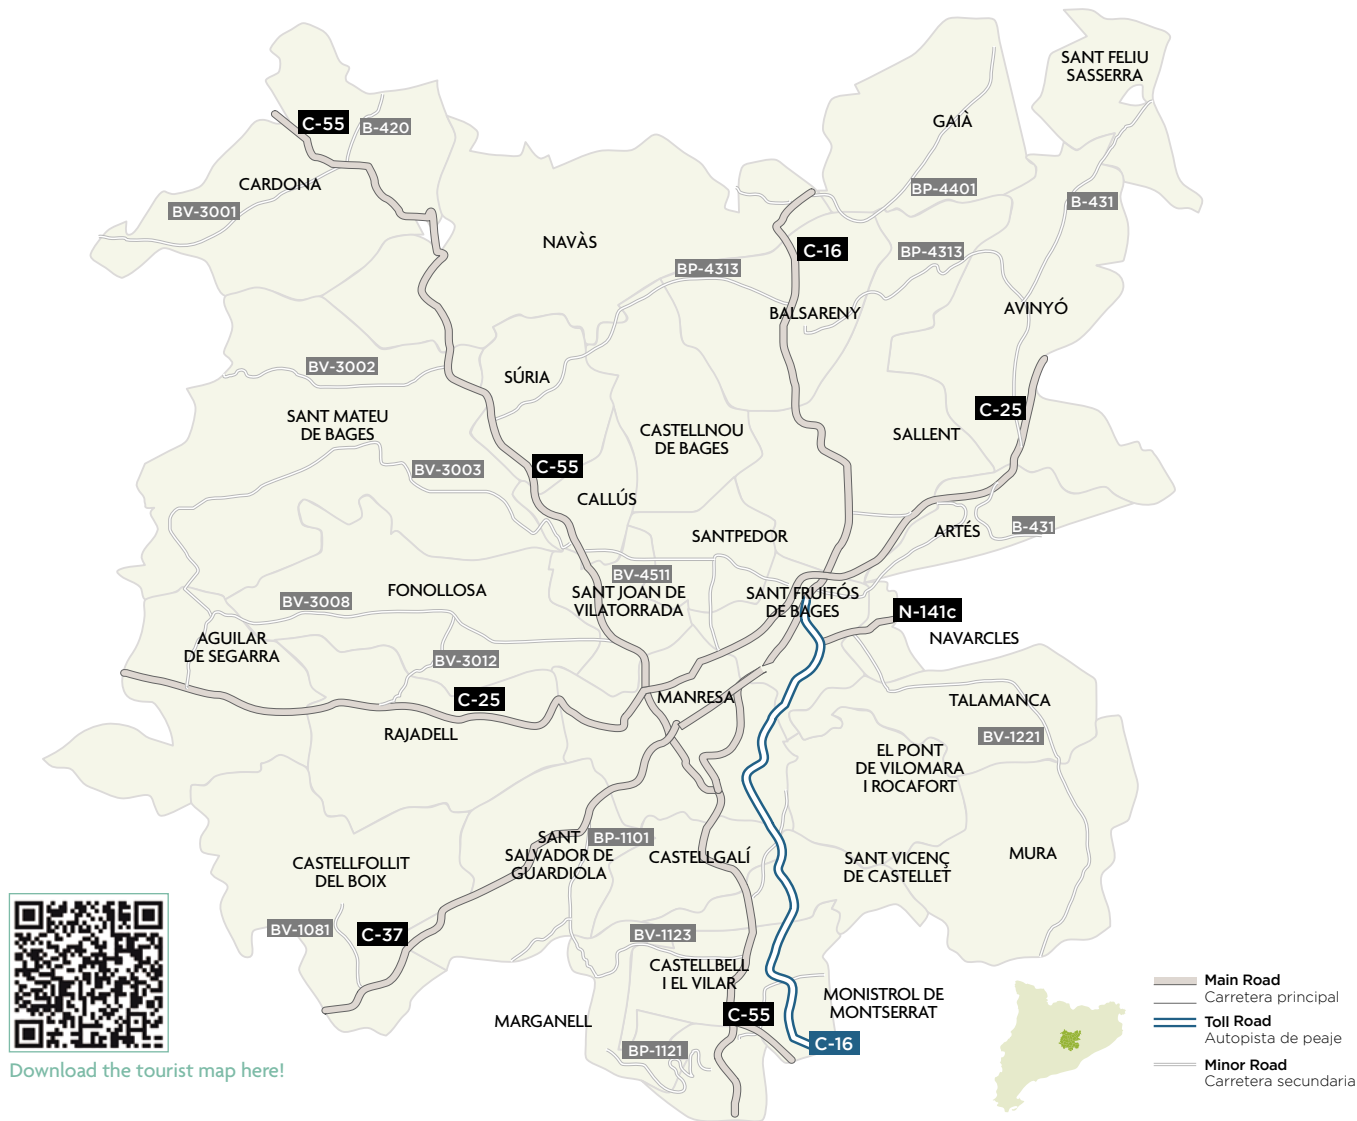 SANT FELIU
SASSERRA
GAIÀ
C-55
B-420
CARDONA
BP-4401
B-431
BV-3001
NAVÀS
C-16
BP-4313
BP-4313
BALSARENY
AVINYÓ
BV-3002
SÚRIA
C-25
SANT MATEU
DE BAGES
CASTELLNOU
DE BAGES
SALLENT
BV-3003
C-55
CALLÚS
SANTPEDOR
ARTÉS
B-431
BV-4511
FONOLLOSA
SANT JOAN DE
VILATORRADA
SANT FRUITÓS
DE BAGES
BV-3008
N-141c
NAVARCLES
AGUILAR
DE SEGARRA
BV-3012
C-25
MANRESA
TALAMANCA
RAJADELL
BV-1221
EL PONT
DE VILOMARA
I ROCAFORT
SANT
SALVADOR DE
GUARDIOLA
BP-1101
CASTELLGALÍ
SANT VICENÇ
DE CASTELLET
MURA
CASTELLFOLLIT
DEL BOIX
BV-1081
C-37
BV-1123
CASTELLBELL
I EL VILAR
MONISTROL DE
MONTSERRAT
MARGANELL
C-55
C-16
BP-1121
Download the tourist map here!
Main Road
Carretera principal
Toll Road
Autopista de peaje
Minor Road
Carretera secundaria